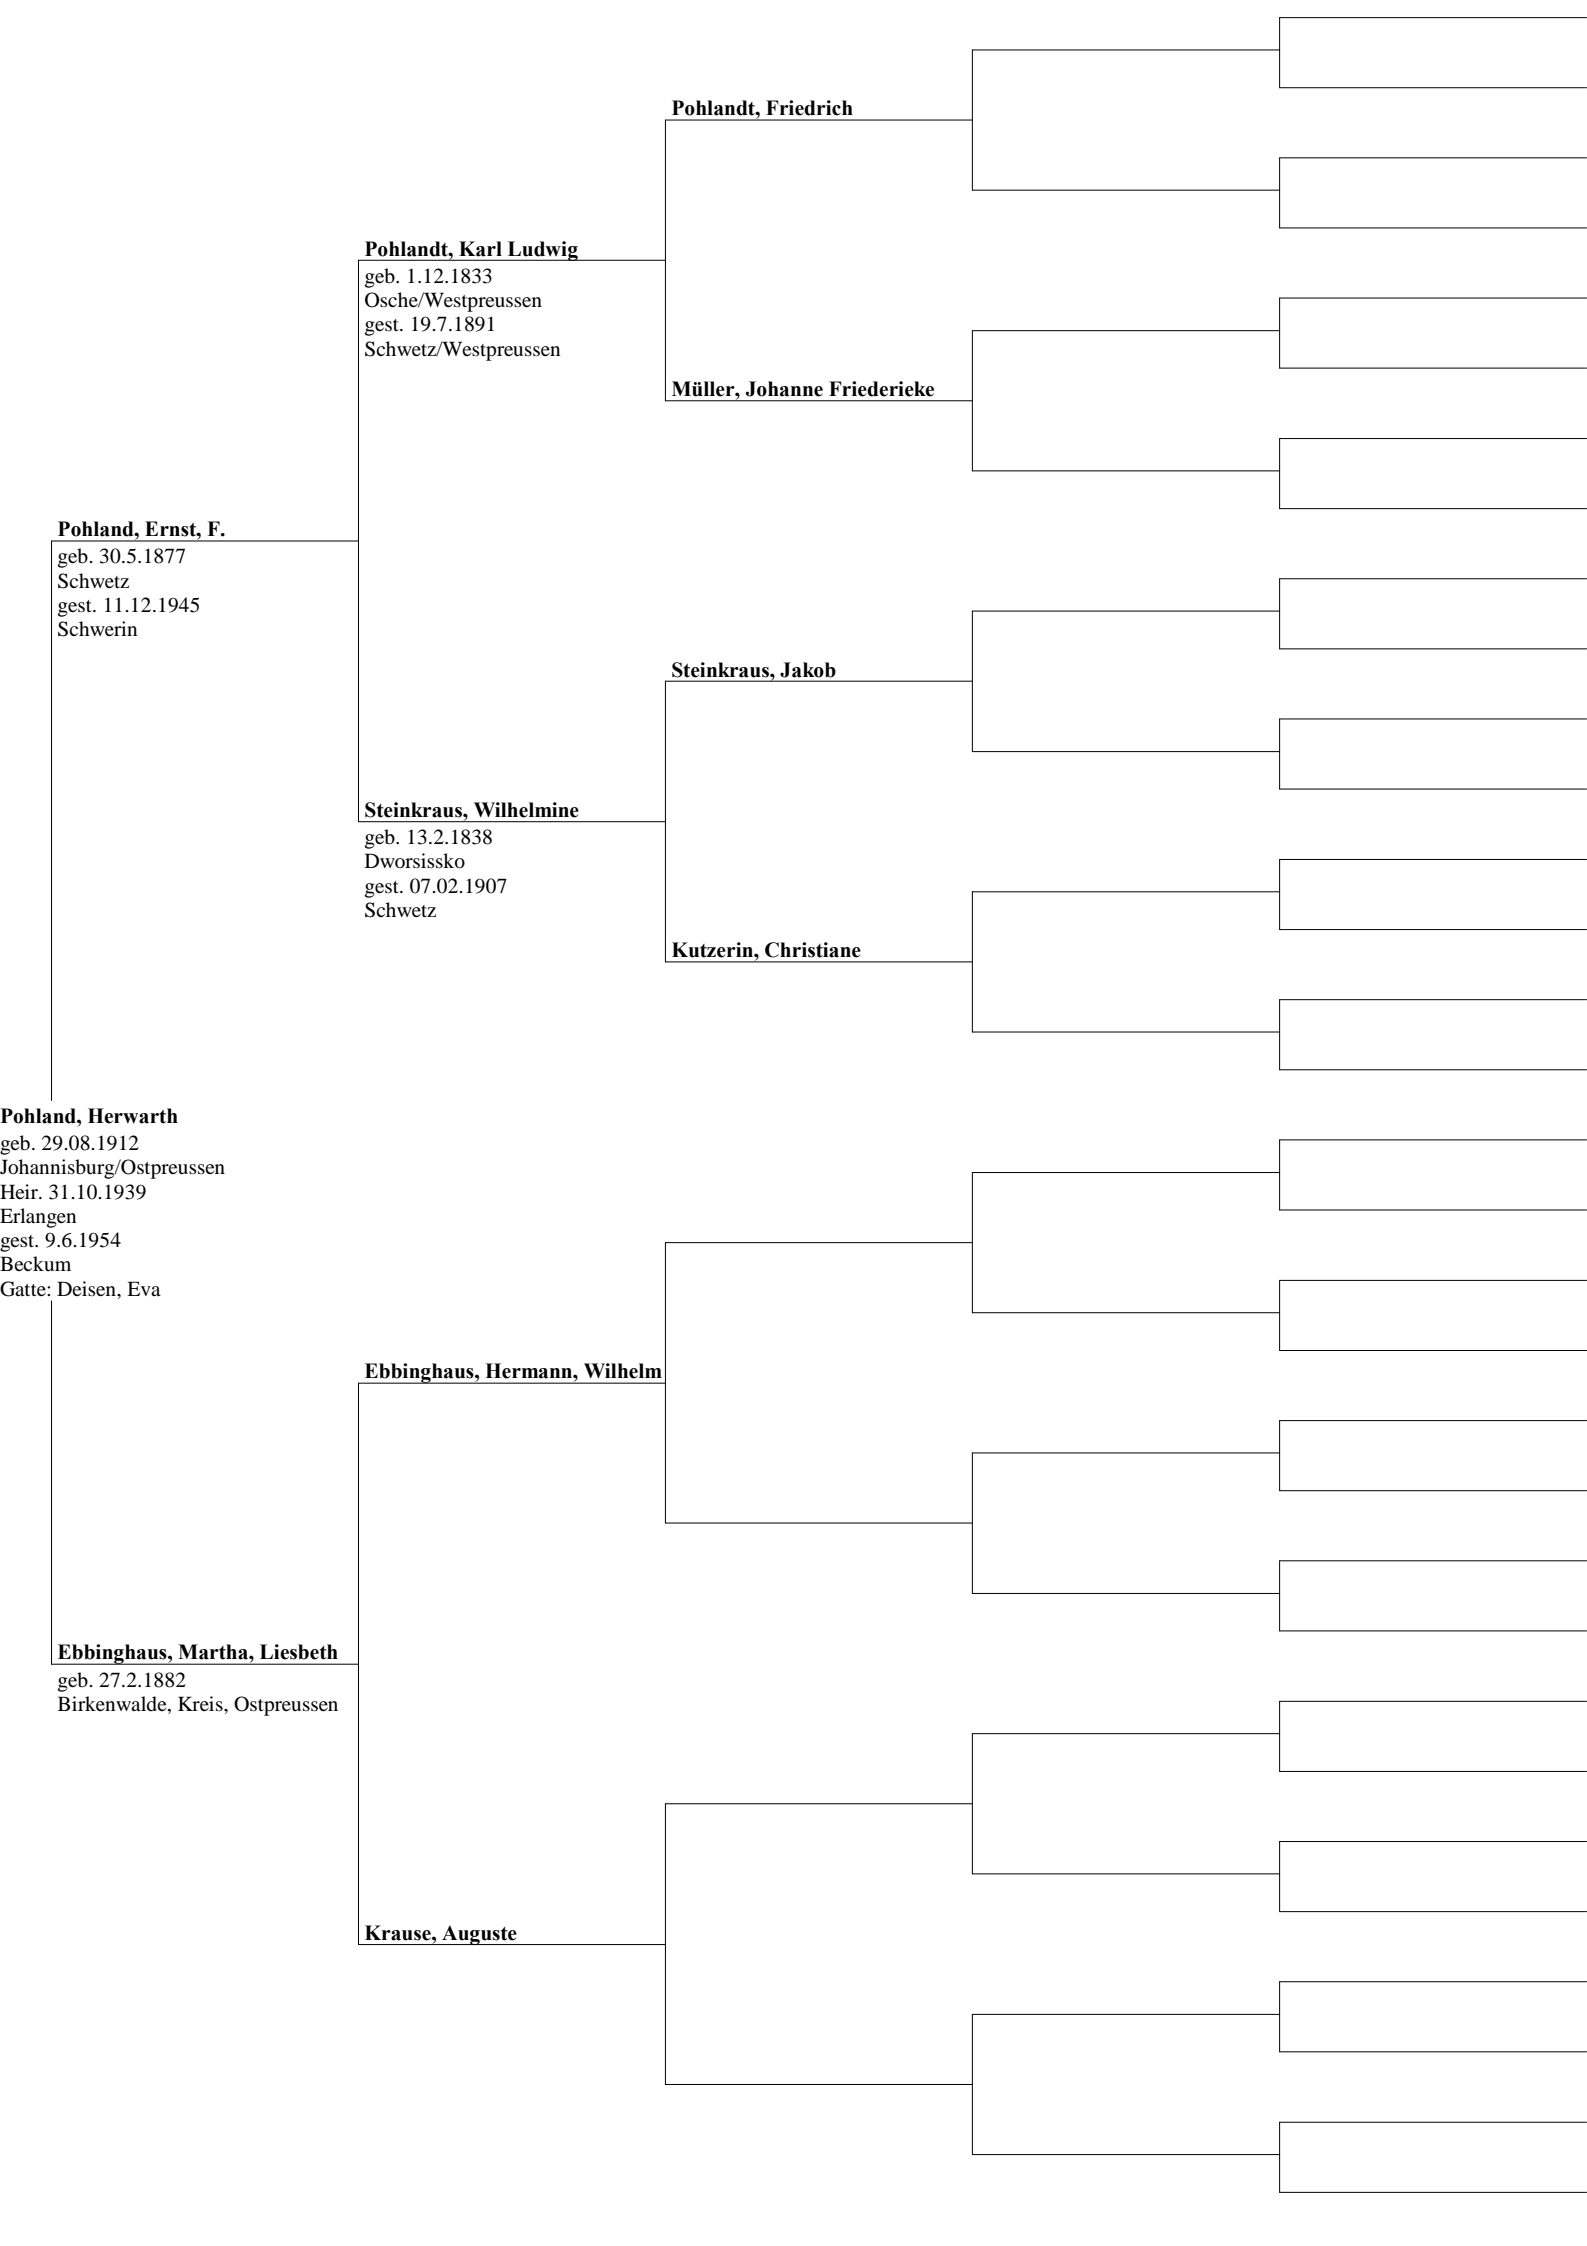 Pohlandt, Friedrich
Pohlandt, Karl Ludwig
geb. 1.12.1833
Osche/Westpreussen
gest. 19.7.1891
Schwetz/Westpreussen
Müller, Johanne Friederieke
Pohland, Ernst, F.
geb. 30.5.1877
Schwetz
gest. 11.12.1945
Schwerin
Steinkraus, Jakob
Steinkraus, Wilhelmine
geb. 13.2.1838
Dworsissko
gest. 07.02.1907
Schwetz
Kutzerin, Christiane
Pohland, Herwarth
geb. 29.08.1912
Johannisburg/Ostpreussen
Heir. 31.10.1939
Erlangen
gest. 9.6.1954
Beckum
Gatte: Deisen, Eva
Ebbinghaus, Hermann, Wilhelm
Ebbinghaus, Martha, Liesbeth
geb. 27.2.1882
Birkenwalde, Kreis, Ostpreussen
Krause, Auguste